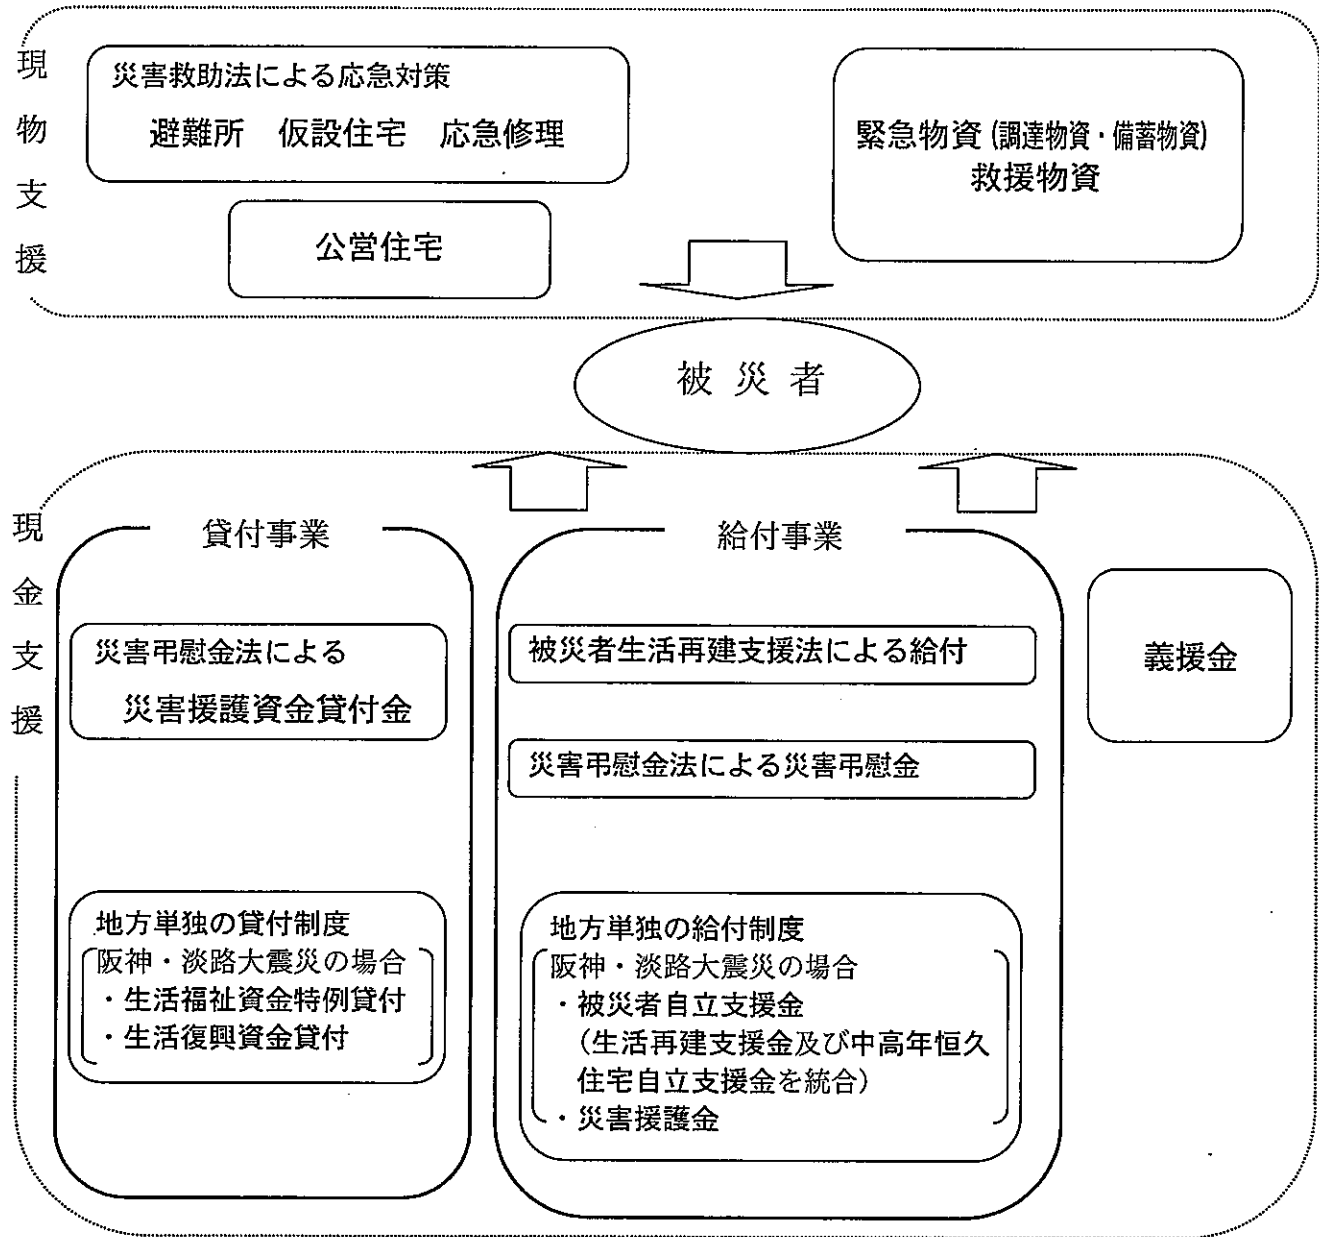 現物支援
災害救助法による応急対策
避難所 仮設住宅 応急修理
公営住宅
緊急物資(調達物資・備蓄物資)
救援物資
被災者
現金支援
貸付事業
災害弔慰金法による
災害援護資金貸付金
地方単独の貸付制度
阪神・淡路大震災の場合
・生活福祉資金特例貸付
・生活復興資金貸付
給付事業
被災者生活再建支援法による給付
災害弔慰金法による災害弔慰金
地方単独の給付制度
阪神・淡路大震災の場合
・被災者自立支援金
(生活再建支援金及び中高年恒久
住宅自立支援金を統合)
・災害援護金
義援金